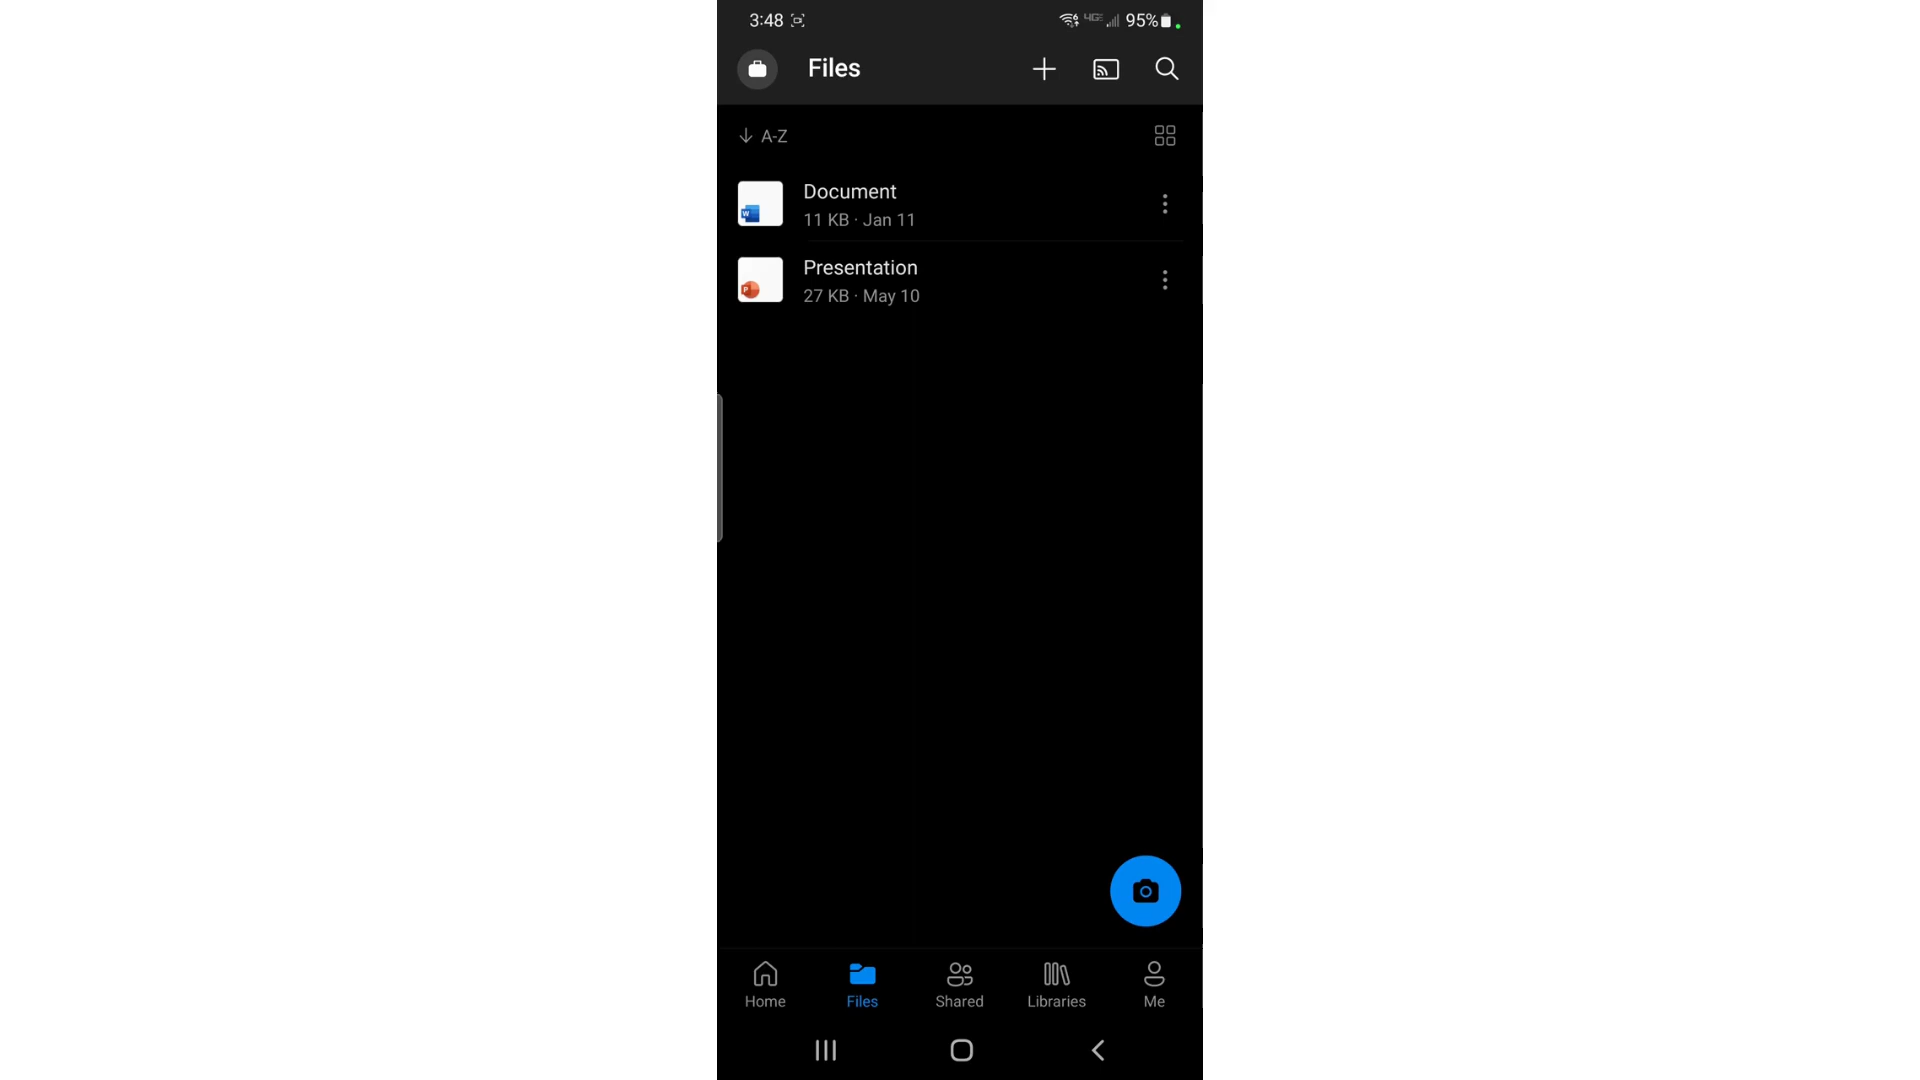 3:48
4GE 95%
Files
A-Z
Document
11 KB · Jan 11
W
Presentation
27 KB · May 10
P
Home
Files
Shared
Libraries
Me